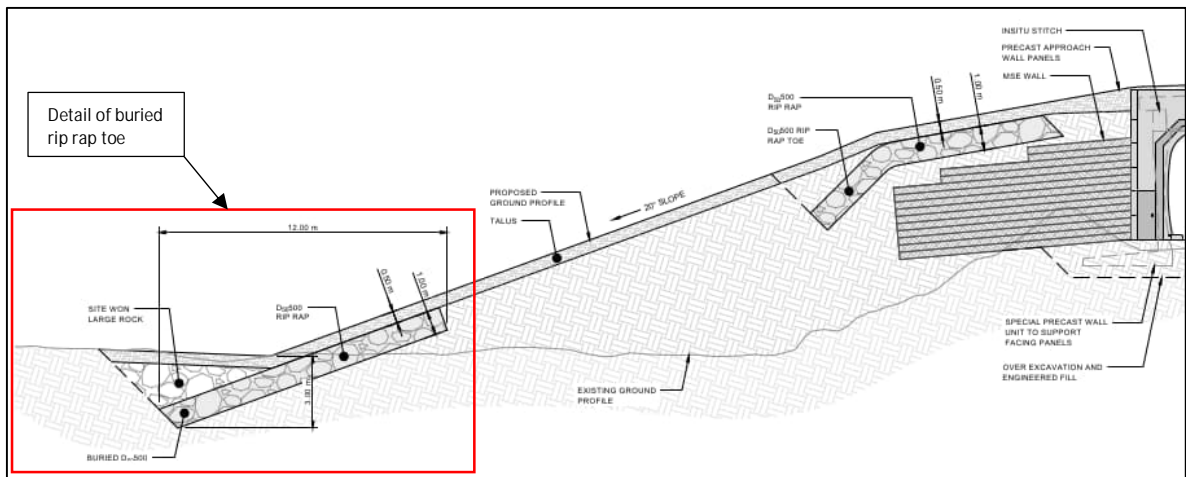 INSITU STITCH
PRECAST APPROACH
WALL PANELS
MSE WALL
D50500
RIP RAP
0.50 m
1.00 m
D50500 RIP
RAP TOE
Detail of buried
rip rap toe
PROPOSED
GROUND PROFILE
20° SLOPE
TALUS
12.00 m
0.50 m
1.00 m
SITE WON
LARGE ROCK
D50500
RIP RAP
3.00 m
SPECIAL PRECAST WALL
UNIT TO SUPPORT
FACING PANELS
OVER EXCAVATION AND
ENGINEERED FILL
EXISTING GROUND
PROFILE
BURIED D50500